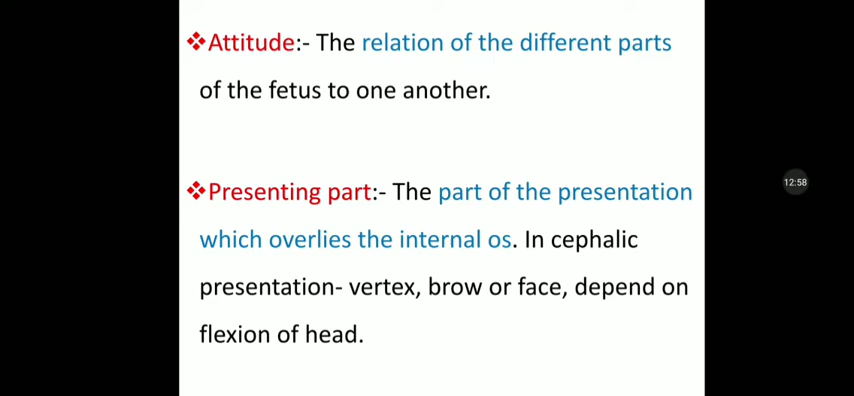 ❖Attitude:- The relation of the different parts
of the fetus to one another.
❖Presenting part:- The part of the presentation
which overlies the internal os. In cephalic
presentation- vertex, brow or face, depend on
flexion of head.
12:58